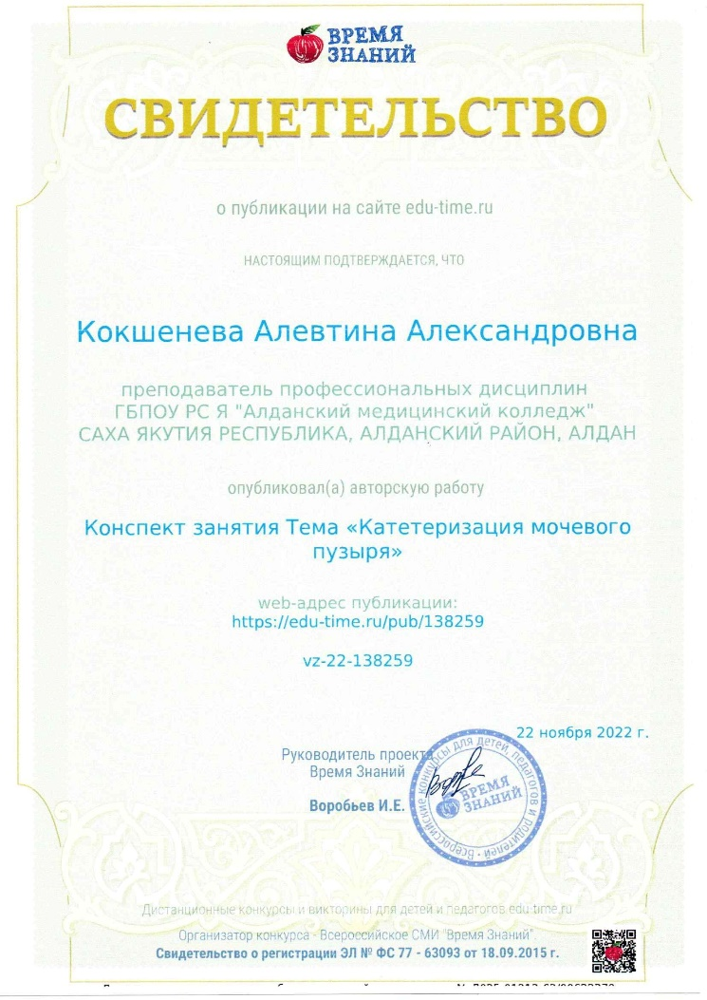 ВРЕМЯ
ЗНАНИЙ
СВИДЕТЕЛЬСТВО
о публикации на сайте edu-time.ru
НАСТОЯЩИМ ПОДТВЕРЖДАЕТСЯ, ЧТО
Кокшенева Алевтина Александровна
преподаватель профессиональных дисциплин
ГБПОУ РС Я "Алданский медицинский колледж"
САХА ЯКУТИЯ РЕСПУБЛИКА, АЛДАНСКИЙ РАЙОН, АЛДАН
опубликовал(а) авторскую работу
Конспект занятия Тема «Катетеризация мочевого
пузыря»
web-адрес публикации:
https://edu-time.ru/pub/138259
vz-22-138259
22 ноября 2022 г.
Руководитель проекта
Время Знаний
Воробьев И.Е.
Всероссийские конкурсы для детей, педагогов и родителей
ВРЕМЯ
ЗНАНИЙ
Дистанционные конкурсы и викторины для детей и педагогов edu-time.ru
Организатор конкурса - Всероссийское СМИ "Время Знаний".
Свидетельство о регистрации ЭЛ № ФС 77 - 63093 от 18.09.2015 г.